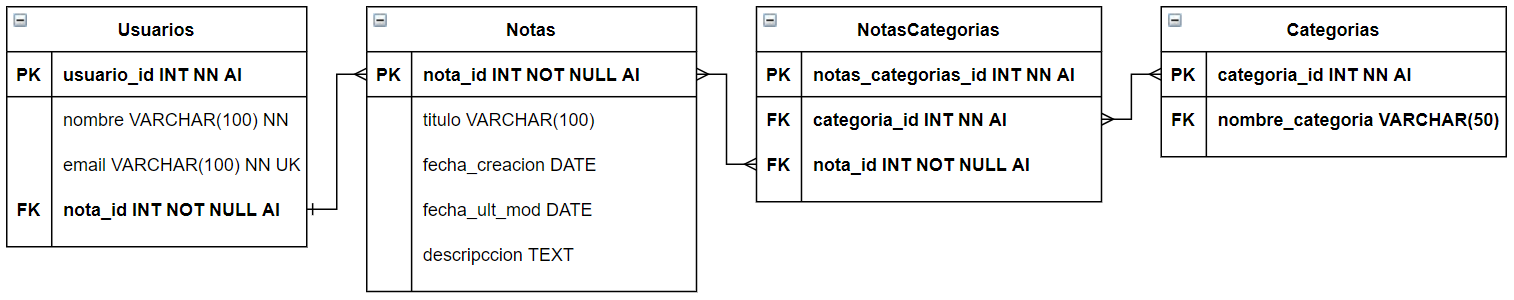 Usuarios
PK usuario_id INT NN AI
nombre VARCHAR(100) NN
email VARCHAR(100) NN UK
FK nota_id INT NOT NULL AI
Notas
PK nota_id INT NOT NULL AI
titulo VARCHAR(100)
fecha_creacion DATE
fecha_ult_mod DATE
descripccion TEXT
NotasCategorias
PK notas_categorias_id INT NN AI
FK categoria_id INT NN AI
FK nota_id INT NOT NULL AI
Categorias
PK categoria_id INT NN AI
FK nombre_categoria VARCHAR(50)